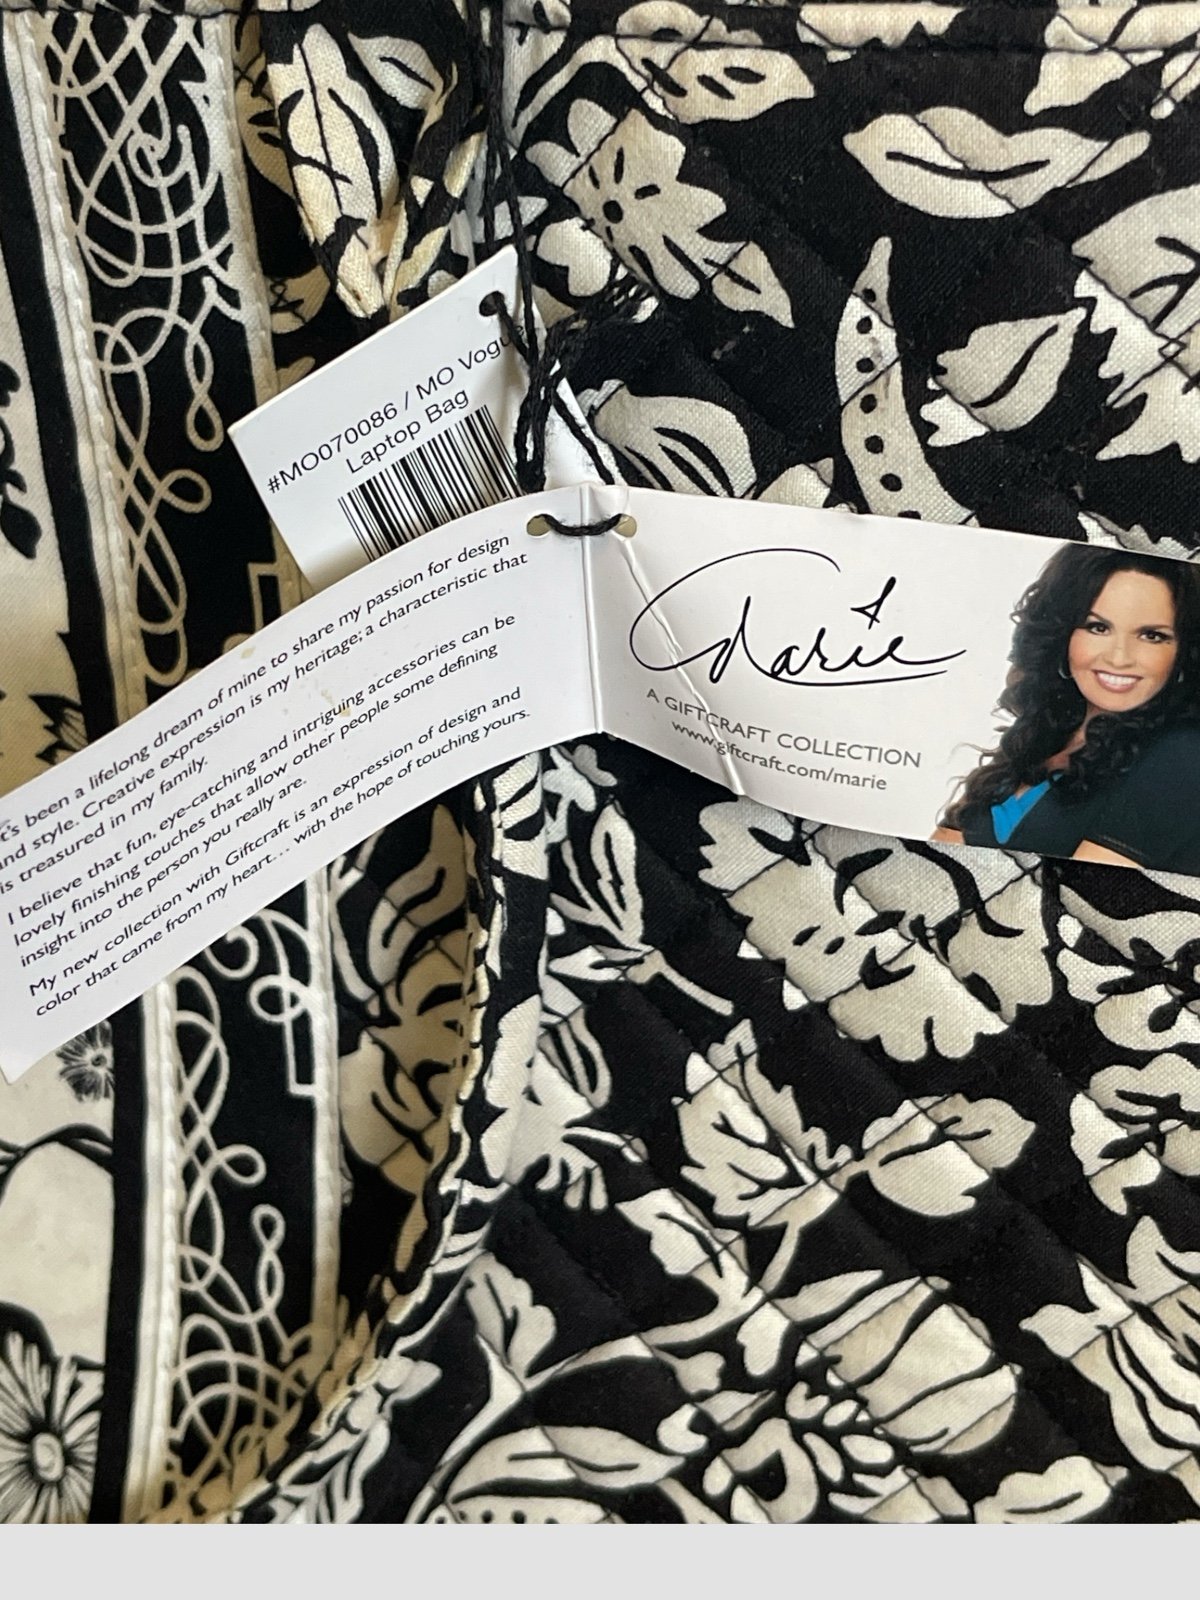 #MO070086 / MO Vogue
Laptop Bag
t's been a lifelong dream of mine to share my passion for design
and style. Creative expression is my heritage; a characteristic that
is treasured in my family.
I believe that fun, eye-catching and intriguing accessories can be
lovely finishing touches that allow other people some defining
insight into the person you really are.
My new collection with Giftcraft is an expression of design and
color that came from my heart... with the hope of touching yours.
Marie
A GIFTCRAFT COLLECTION
www.giftcraft.com/marie